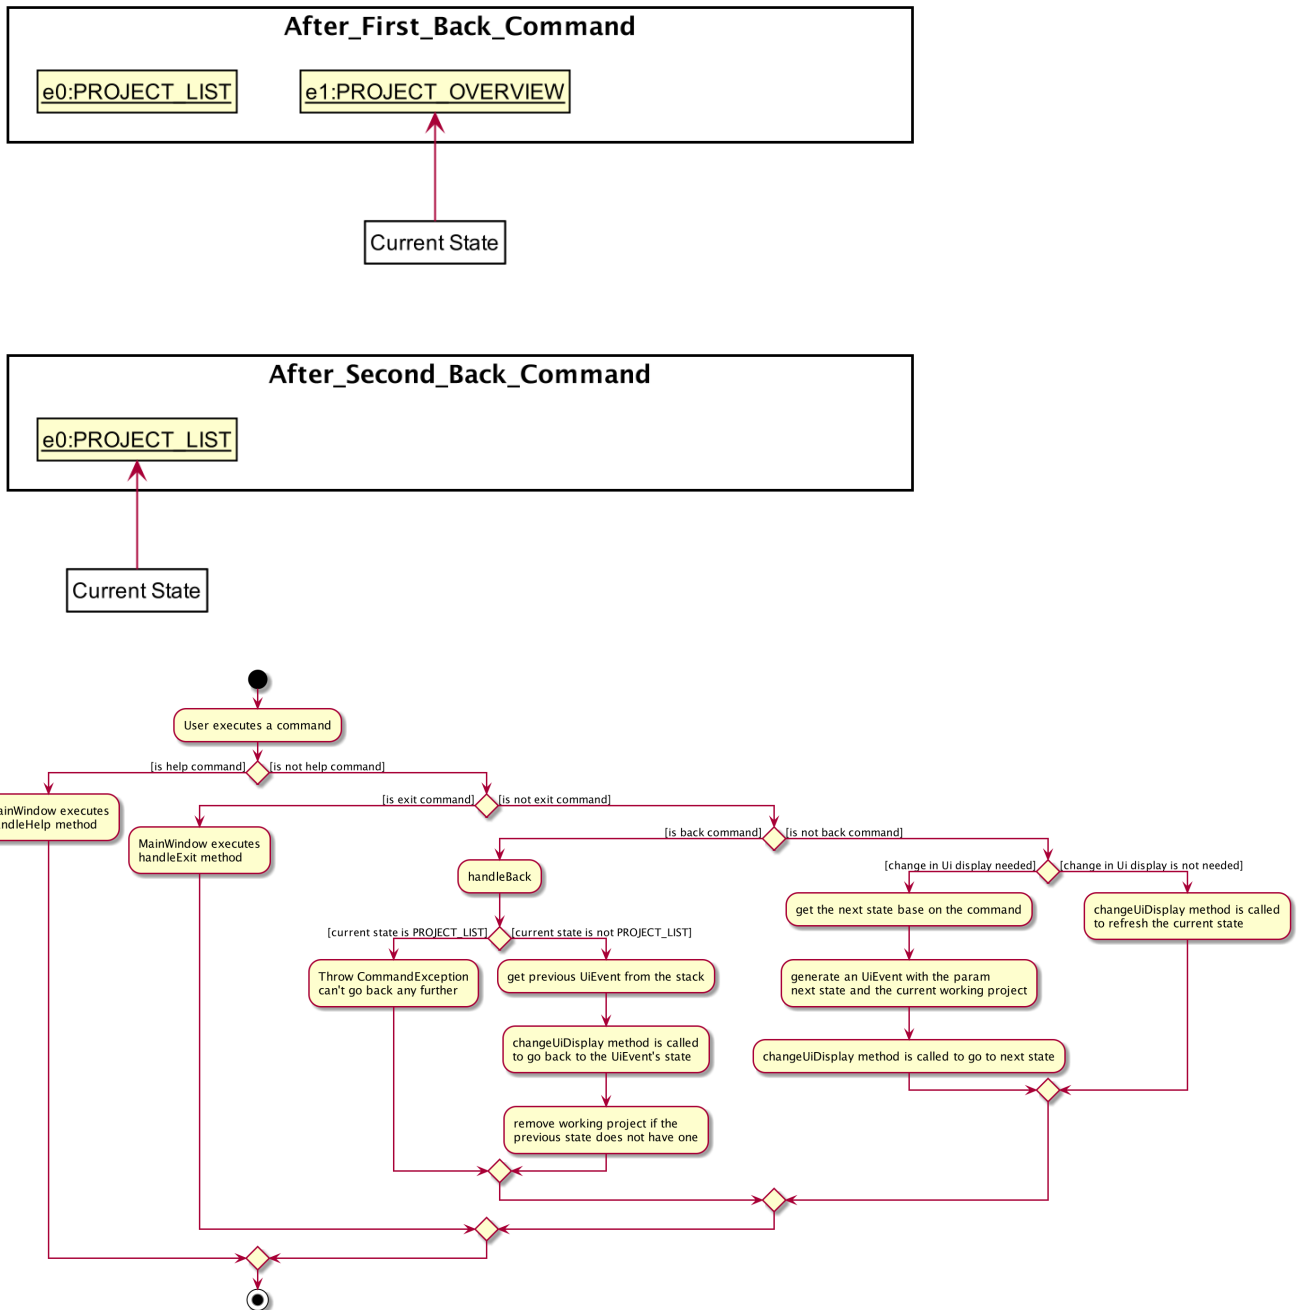 After_First_Back_Command
e0:PROJECT_LIST
e1:PROJECT_OVERVIEW
Current State
After_Second_Back_Command
e0:PROJECT_LIST
Current State
User executes a command
[is help command]
[is not help command]
executes
method
[is exit command]
[is not exit command]
MainWindow executes
handleExit method
[is back command]
[is not back command]
handleBack
[change in Ui display needed]
[change in Ui display is not needed]
get the next state base on the command
changeUiDisplay method is called
to refresh the current state
[current state is PROJECT_LIST]
[current state is not PROJECT_LIST]
Throw CommandException
can't go back any further
get previous UiEvent from the stack
generate an UiEvent with the param
next state and the current working project
changeUiDisplay method is called
to go back to the UiEvent's state
changeUiDisplay method is called to go to next state
remove working project if the
previous state does not have one